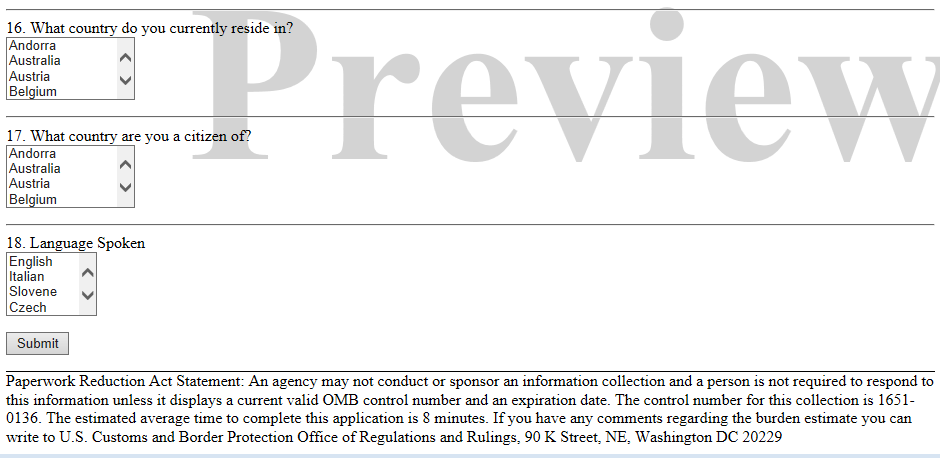 Preview
16. What country do you currently reside in?
Andorra
Australia
Austria
Belgium
17. What country are you a citizen of?
Andorra
Australia
Austria
Belgium
18. Language Spoken
English
Italian
Slovene
Czech
Submit
Paperwork Reduction Act Statement: An agency may not conduct or sponsor an information collection and a person is not required to respond to
this information unless it displays a current valid OMB control number and an expiration date. The control number for this collection is 1651-
0136. The estimated average time to complete this application is 8 minutes. If you have any comments regarding the burden estimate you can
write to U.S. Customs and Border Protection Office of Regulations and Rulings, 90 K Street, NE, Washington DC 20229